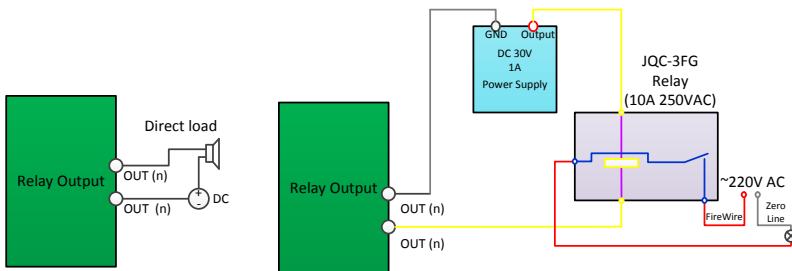 Relay Output
Direct load
OUT (n)
OUT (n)
+
-
DC
Relay Output
OUT (n)
OUT (n)
GND
Output
DC 30V
1A
Power Supply
JQC-3FG
Relay
(10A 250VAC)
~220V AC
FireWire
Zero
Line